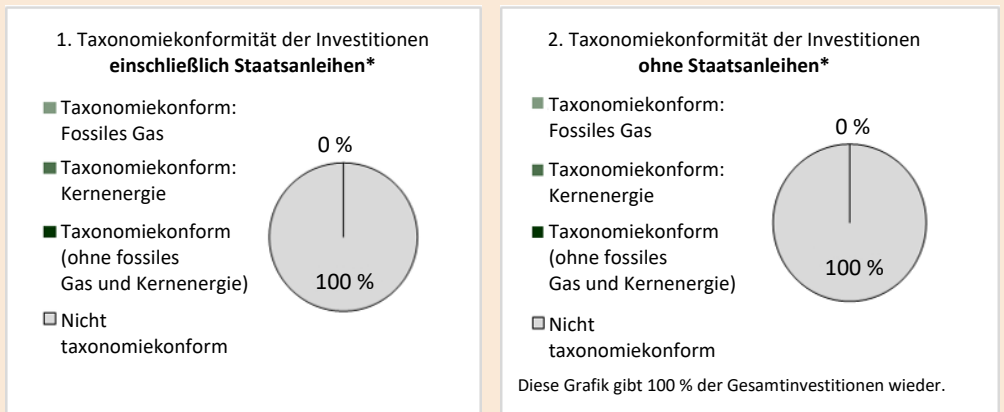 1. Taxonomiekonformität der Investitionen
einschließlich Staatsanleihen*
Taxonomiekonform:
Fossiles Gas
Taxonomiekonform:
Kernenergie
Taxonomiekonform
(ohne fossiles
Gas und Kernenergie)
Nicht
taxonomiekonform
0 %
100 %
2. Taxonomiekonformität der Investitionen
ohne Staatsanleihen*
Taxonomiekonform:
Fossiles Gas
Taxonomiekonform:
Kernenergie
Taxonomiekonform
(ohne fossiles
Gas und Kernenergie)
Nicht
taxonomiekonform
0 %
100 %
Diese Grafik gibt 100 % der Gesamtinvestitionen wieder.